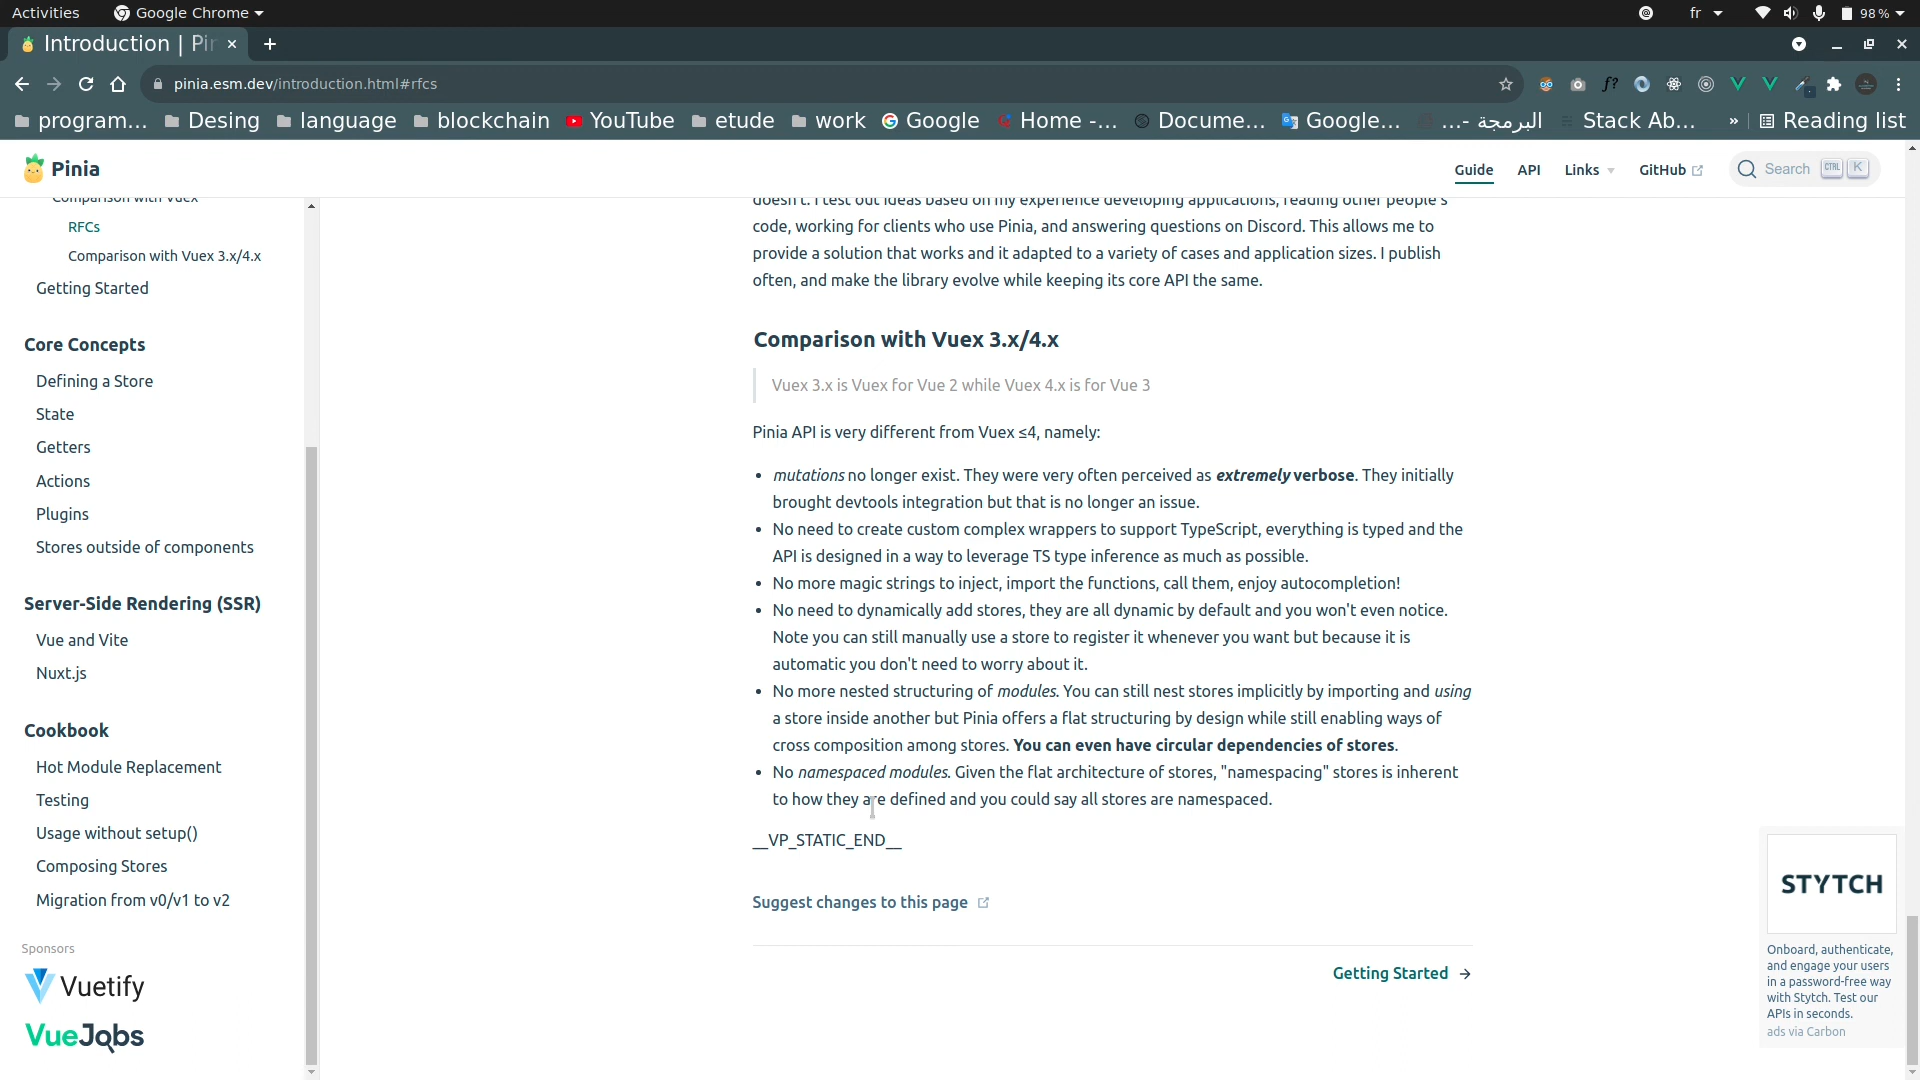 Activities
Google Chrome
fr
98 %
Introduction | Pir
pinia.esm.dev/introduction.html#rfcs
program...
Desing
language
blockchain
YouTube
etude
work
Google
Home -...
Docume...
Google...
البرمجة -...
Stack Ab...
»
Reading list
Pinia
Guide
API
Links
GitHub
Search
CTRL
K
Comparison with Vuex
RFCs
Comparison with Vuex 3.x/4.x
Getting Started
Core Concepts
Defining a Store
State
Getters
Actions
Plugins
Stores outside of components
Server-Side Rendering (SSR)
Vue and Vite
Nuxt.js
Cookbook
Hot Module Replacement
Testing
Usage without setup()
Composing Stores
Migration from v0/v1 to v2
Sponsors
Vuetify
VueJobs
doesn't. I test out ideas based on my experience developing applications, reading other people's
code, working for clients who use Pinia, and answering questions on Discord. This allows me to
provide a solution that works and it adapted to a variety of cases and application sizes. I publish
often, and make the library evolve while keeping its core API the same.
Comparison with Vuex 3.x/4.x
Vuex 3.x is Vuex for Vue 2 while Vuex 4.x is for Vue 3
Pinia API is very different from Vuex ≤4, namely:
• mutations no longer exist. They were very often perceived as extremely verbose. They initially
brought devtools integration but that is no longer an issue.
• No need to create custom complex wrappers to support TypeScript, everything is typed and the
API is designed in a way to leverage TS type inference as much as possible.
• No more magic strings to inject, import the functions, call them, enjoy autocompletion!
• No need to dynamically add stores, they are all dynamic by default and you won't even notice.
Note you can still manually use a store to register it whenever you want but because it is
automatic you don't need to worry about it.
• No more nested structuring of modules. You can still nest stores implicitly by importing and using
a store inside another but Pinia offers a flat structuring by design while still enabling ways of
cross composition among stores. You can even have circular dependencies of stores.
• No namespaced modules. Given the flat architecture of stores, "namespacing" stores is inherent
to how they are defined and you could say all stores are namespaced.
__VP_STATIC_END__
Suggest changes to this page
Getting Started →
STYTCH
Onboard, authenticate,
and engage your users
in a password-free way
with Stytch. Test our
APIs in seconds.
ads via Carbon